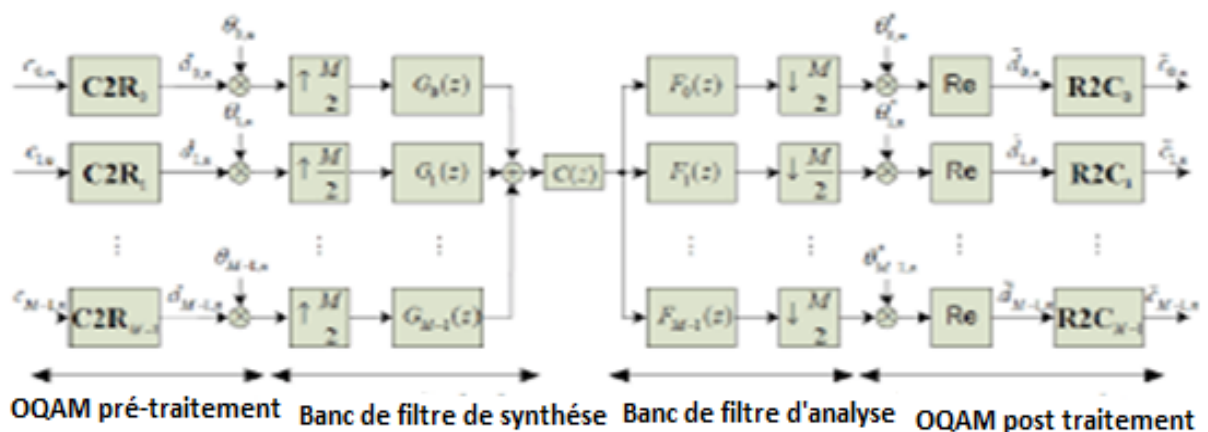 θ₀,ₙ θ*₀,ₙ
c₀,ₙ C2R₀ d₀,ₙ ↑ M/2 G₀(z) F₀(z) ↓ M/2 Re d̃₀,ₙ R2C₀ c̃₀,ₙ
θ₁,ₙ θ*₁,ₙ
c₁,ₙ C2R₁ d₁,ₙ ↑ M/2 G₁(z) C(z) F₁(z) ↓ M/2 Re d̃₁,ₙ R2C₁ c̃₁,ₙ
θM-1,n θ*M-1,n
cM-1,n C2RM-1 dM-1,n ↑ M/2 GM-1(z) FM-1(z) ↓ M/2 Re d̃M-1,n R2CM-1 c̃M-1,n
OQAM pré-traitement Banc de filtre de synthése Banc de filtre d'analyse OQAM post traitement